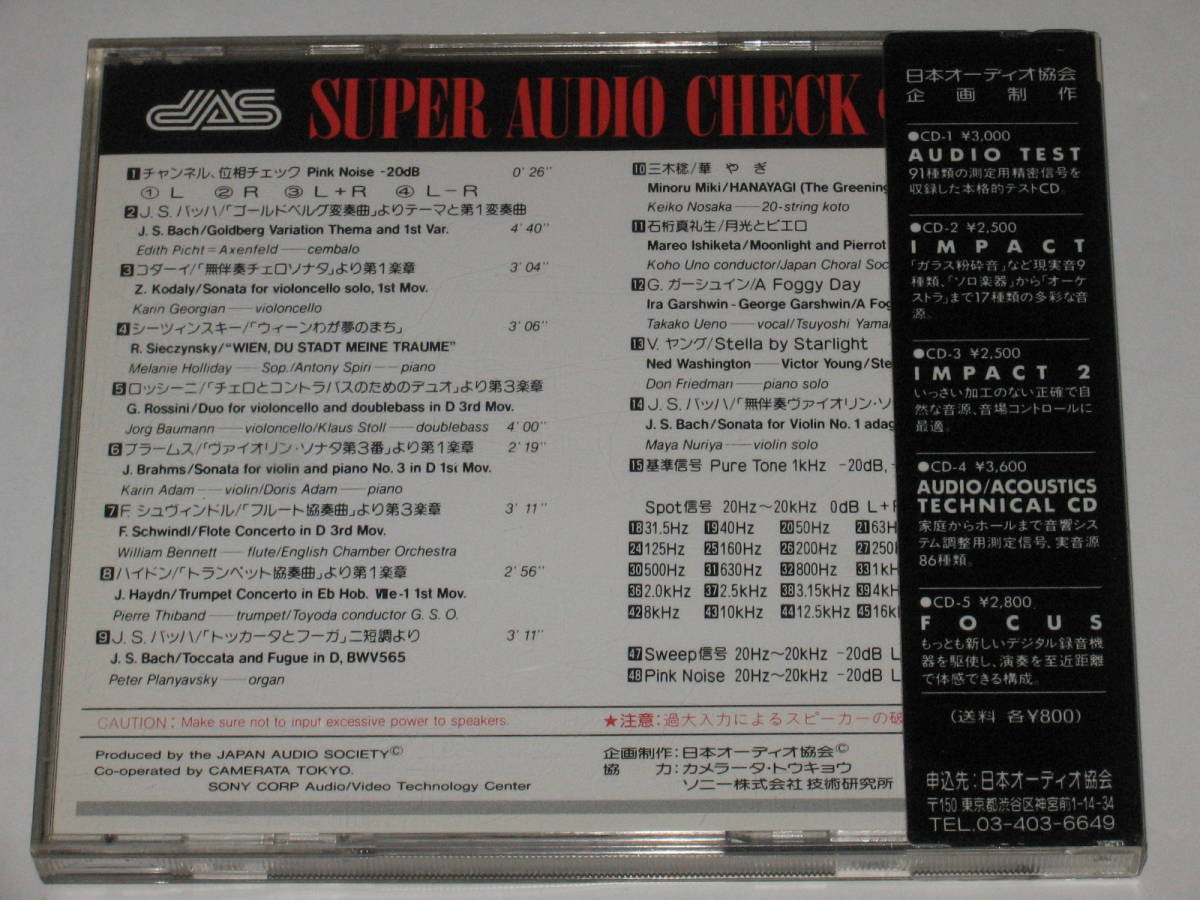 JAS
SUPER AUDIO CHECK
1 チャンネル、位相チェック Pink Noise -20dB 0'26"
① L ② R ③ L+R ④ L-R
2 J. S. バッハ/「ゴールドベルグ変奏曲」よりテーマと第1変奏曲
J. S. Bach/Goldberg Variation Thema and 1st Var. 4'40"
Edith Picht=Axenfeld——cembalo
3 コダーイ/「無伴奏チェロソナタ」より第1楽章 3'04"
Z. Kodaly/Sonata for violoncello solo, 1st Mov.
Karin Georgian——violoncello
4 シーツィンスキー/「ウィーンわが夢のまち」 3'06"
R. Sieczynsky/"WIEN, DU STADT MEINE TRAUME"
Melanie Holliday——Sop./Antony Spiri——piano
5 ロッシーニ/「チェロとコントラバスのためのデュオ」より第3楽章
G. Rossini/Duo for violoncello and doublebass in D 3rd Mov.
Jorg Baumann——violoncello/Klaus Stoll——doublebass 4'00"
6 ブラームス/「ヴァイオリン・ソナタ第3番」より第1楽章 2'19"
J. Brahms/Sonata for violin and piano No. 3 in D 1st Mov.
Karin Adam——violin/Doris Adam——piano
7 F. シュヴィンドル/「フルート協奏曲」より第3楽章 3'11"
F. Schwindl/Flote Concerto in D 3rd Mov.
William Bennett——flute/English Chamber Orchestra
8 ハイドン/「トランペット協奏曲」より第1楽章 2'56"
J. Haydn/Trumpet Concerto in Eb Hob. Ⅶe-1 1st Mov.
Pierre Thiband——trumpet/Toyoda conductor G. S. O.
9 J. S. バッハ/「トッカータとフーガ」ニ短調より 3'11"
J. S. Bach/Toccata and Fugue in D, BWV565
Peter Planyavsky——organ
10 三木稔/華やぎ
Minoru Miki/HANAYAGI (The Greening
Keiko Nosaka——20-string koto
11 石桁真礼生/月光とピエロ
Mareo Ishiketa/Moonlight and Pierrot
Koho Uno conductor/Japan Choral Soc
12 G. ガーシュイン/A Foggy Day
Ira Garshwin-George Garshwin/A Fog
Takako Ueno——vocal/Tsuyoshi Yama
13 V. ヤング/Stella by Starlight
Ned Washington——Victor Young/Ste
Don Friedman——piano solo
14 J. S. バッハ/「無伴奏ヴァイオリン・ソ
J. S. Bach/Sonata for Violin No. 1 adag
Maya Nuriya——violin solo
15 基準信号 Pure Tone 1kHz -20dB, -
Spot信号 20Hz〜20kHz 0dB L+R
18 31.5Hz 19 40Hz 20 50Hz 21 63H
24 125Hz 25 160Hz 26 200Hz 27 250
30 500Hz 31 630Hz 32 800Hz 33 1kH
36 2.0kHz 37 2.5kHz 38 3.15kHz 39 4kH
42 8kHz 43 10kHz 44 12.5kHz 45 16k
47 Sweep信号 20Hz〜20kHz -20dB L
48 Pink Noise 20Hz〜20kHz -20dB L
CAUTION: Make sure not to input excessive power to speakers.
★注意:過大入力によるスピーカーの破
Produced by the JAPAN AUDIO SOCIETY©
Co-operated by CAMERATA TOKYO.
SONY CORP Audio/Video Technology Center
企画制作:日本オーディオ協会©
協 力:カメラータ・トウキョウ
ソニー株式会社 技術研究所
日本オーディオ協会
企画制作
●CD-1 ¥3,000
AUDIO TEST
91種類の測定用精密信号を
収録した本格的テストCD。
●CD-2 ¥2,500
IMPACT
「ガラス粉砕音」など現実音9
種類、「ソロ楽器」から「オーケ
ストラ」まで17種類の多彩な音
源。
●CD-3 ¥2,500
IMPACT 2
いっさい加工のない正確で自
然な音源、音場コントロールに
最適。
●CD-4 ¥3,600
AUDIO/ACOUSTICS
TECHNICAL CD
家庭からホールまで音響シス
テム調整用測定信号、実音源
86種類。
●CD-5 ¥2,800
FOCUS
もっとも新しいデジタル録音機
器を駆使し、演奏を至近距離
で体感できる構成。
(送料 各¥800)
申込先:日本オーディオ協会
〒150 東京都渋谷区神宮前1-14-34
TEL.03-403-6649